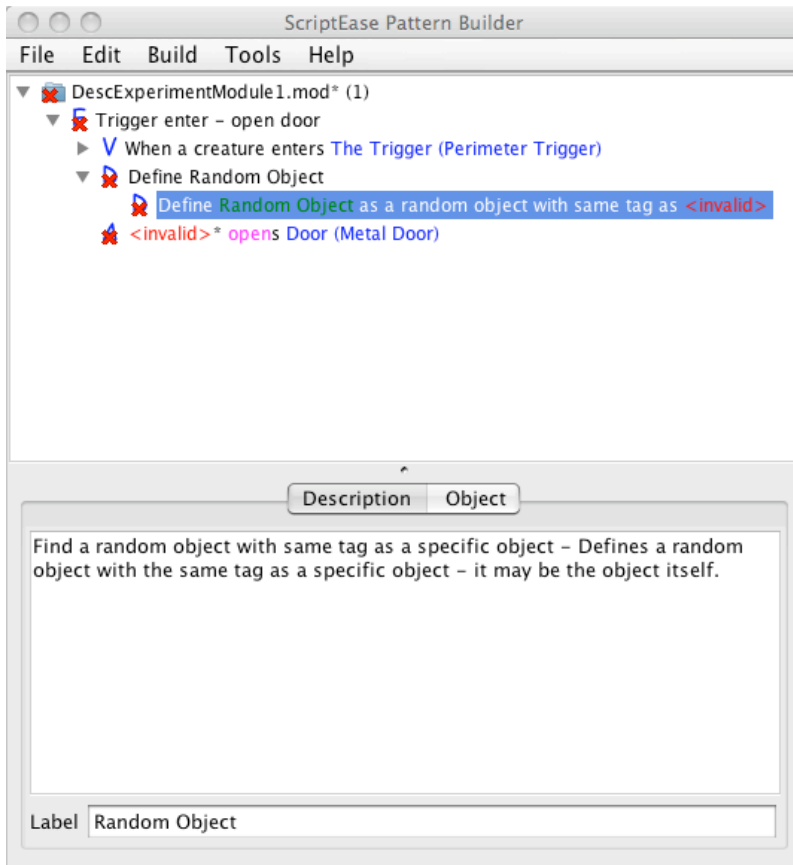 ScriptEase Pattern Builder
File Edit Build Tools Help
DescExperimentModule1.mod* (1)
Trigger enter – open door
V When a creature enters The Trigger (Perimeter Trigger)
Define Random Object
Define Random Object as a random object with same tag as <invalid>
<invalid>* opens Door (Metal Door)
Description Object
Find a random object with same tag as a specific object – Defines a random
object with the same tag as a specific object – it may be the object itself.
Label Random Object